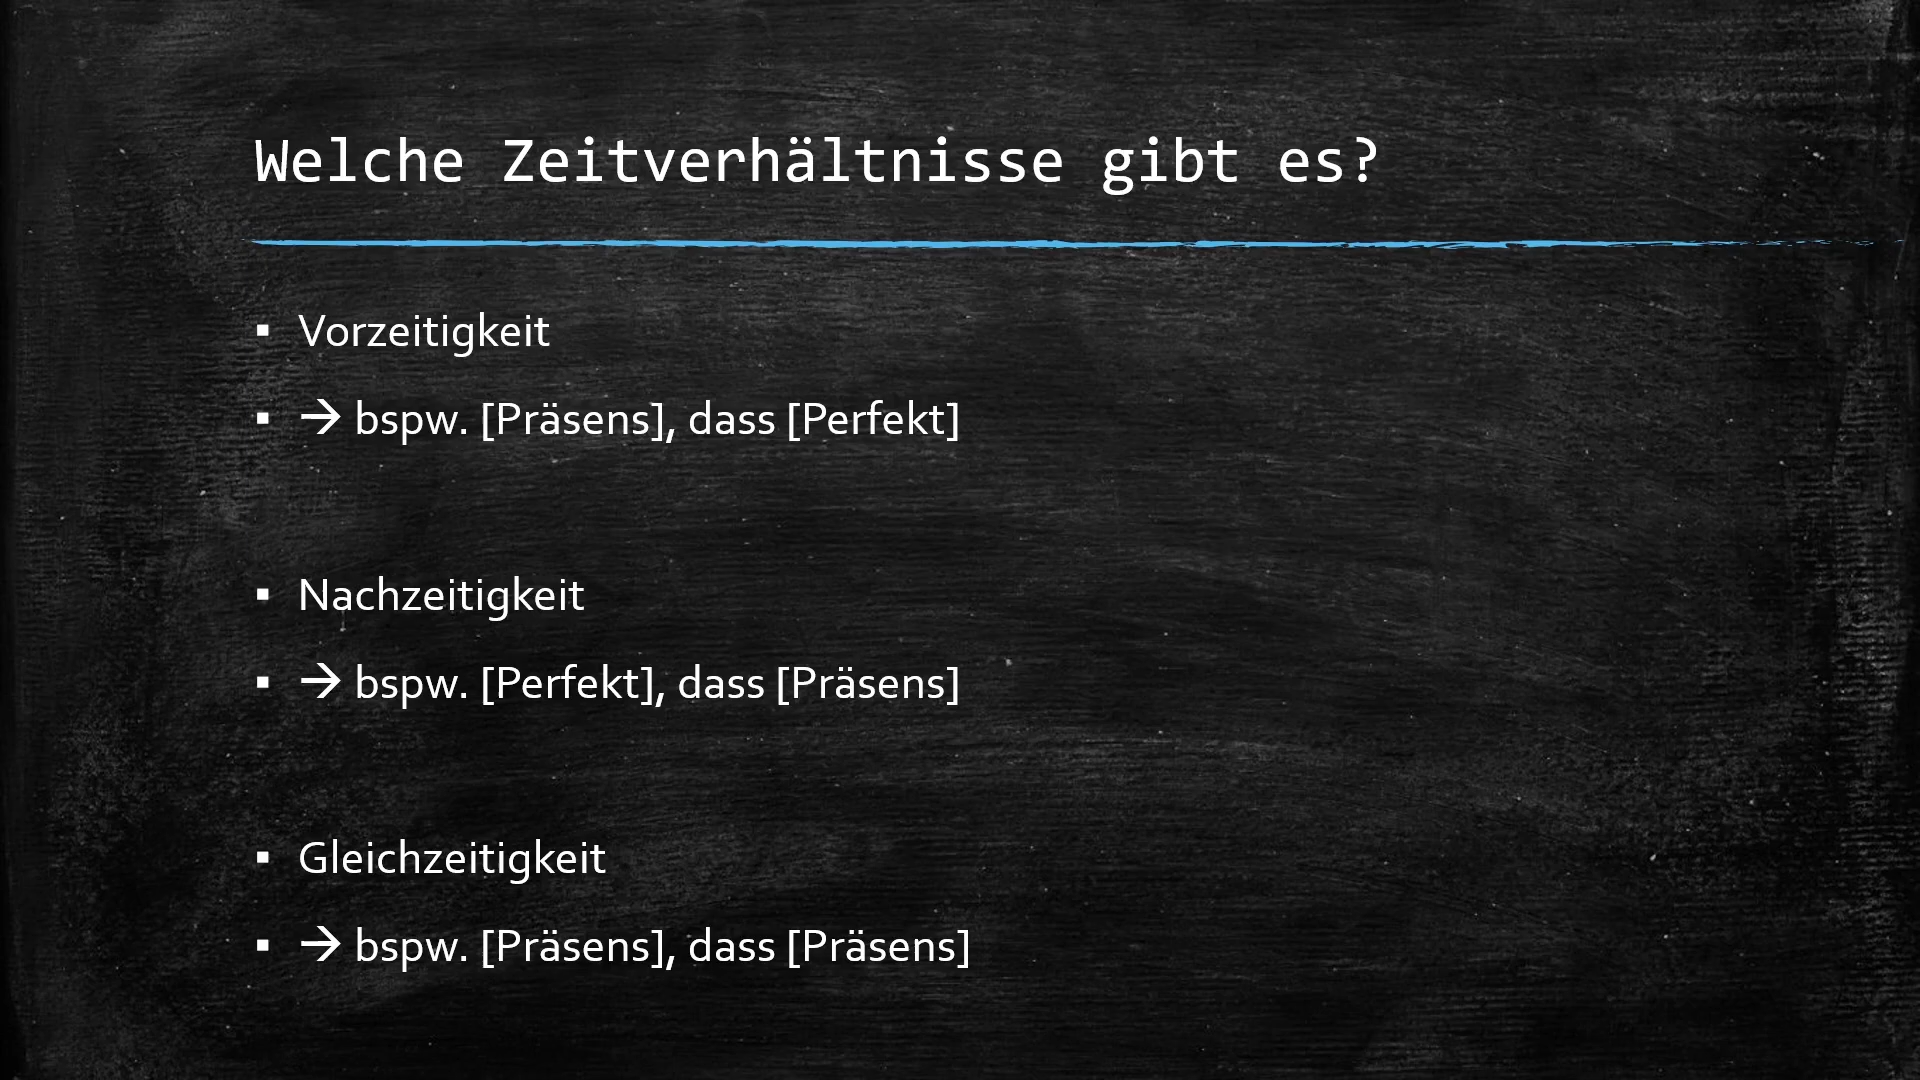 Welche Zeitverhältnisse gibt es?
▪ Vorzeitigkeit
▪ → bspw. [Präsens], dass [Perfekt]
▪ Nachzeitigkeit
▪ → bspw. [Perfekt], dass [Präsens]
▪ Gleichzeitigkeit
▪ → bspw. [Präsens], dass [Präsens]